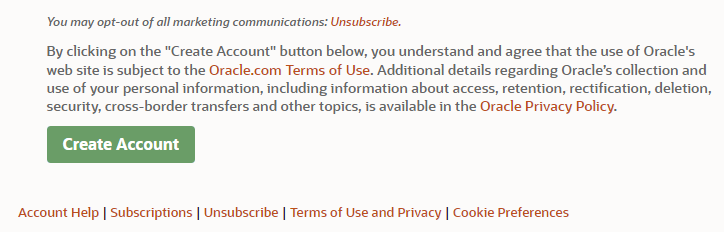 You may opt-out of all marketing communications: Unsubscribe.
By clicking on the "Create Account" button below, you understand and agree that the use of Oracle's
web site is subject to the Oracle.com Terms of Use. Additional details regarding Oracle’s collection and
use of your personal information, including information about access, retention, rectification, deletion,
security, cross-border transfers and other topics, is available in the Oracle Privacy Policy.
Create Account
Account Help | Subscriptions | Unsubscribe | Terms of Use and Privacy | Cookie Preferences